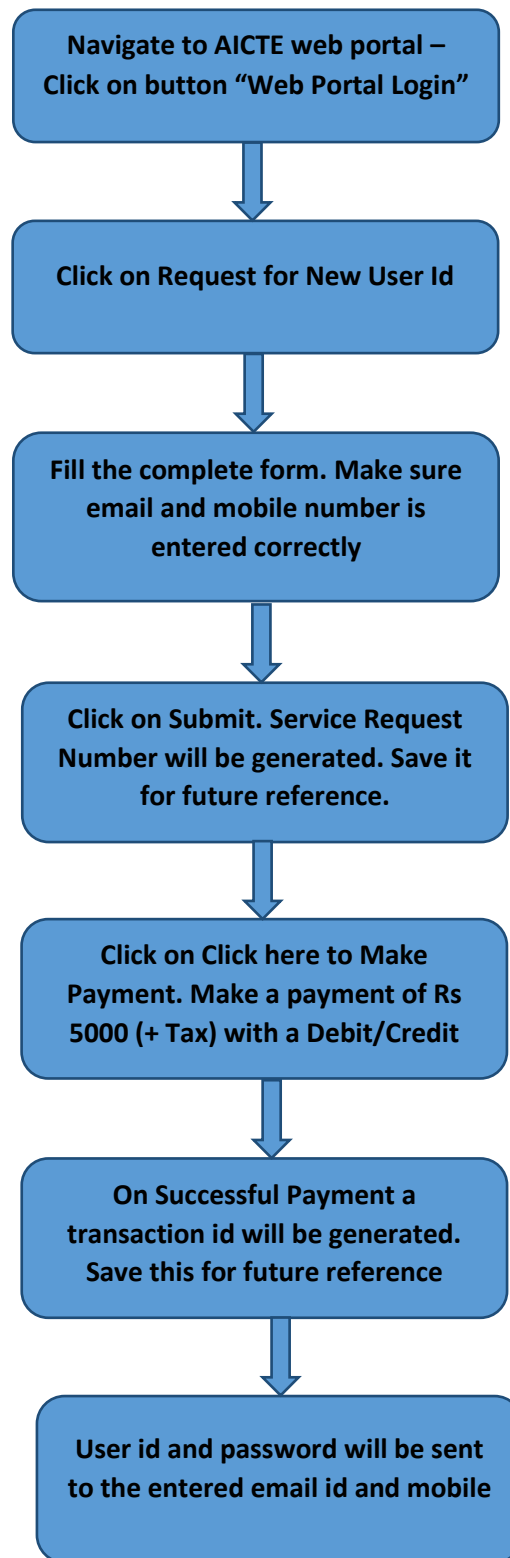 Navigate to AICTE web portal –
Click on button “Web Portal Login”
Click on Request for New User Id
Fill the complete form. Make sure
email and mobile number is
entered correctly
Click on Submit. Service Request
Number will be generated. Save it
for future reference.
Click on Click here to Make
Payment. Make a payment of Rs
5000 (+ Tax) with a Debit/Credit
On Successful Payment a
transaction id will be generated.
Save this for future reference
User id and password will be sent
to the entered email id and mobile